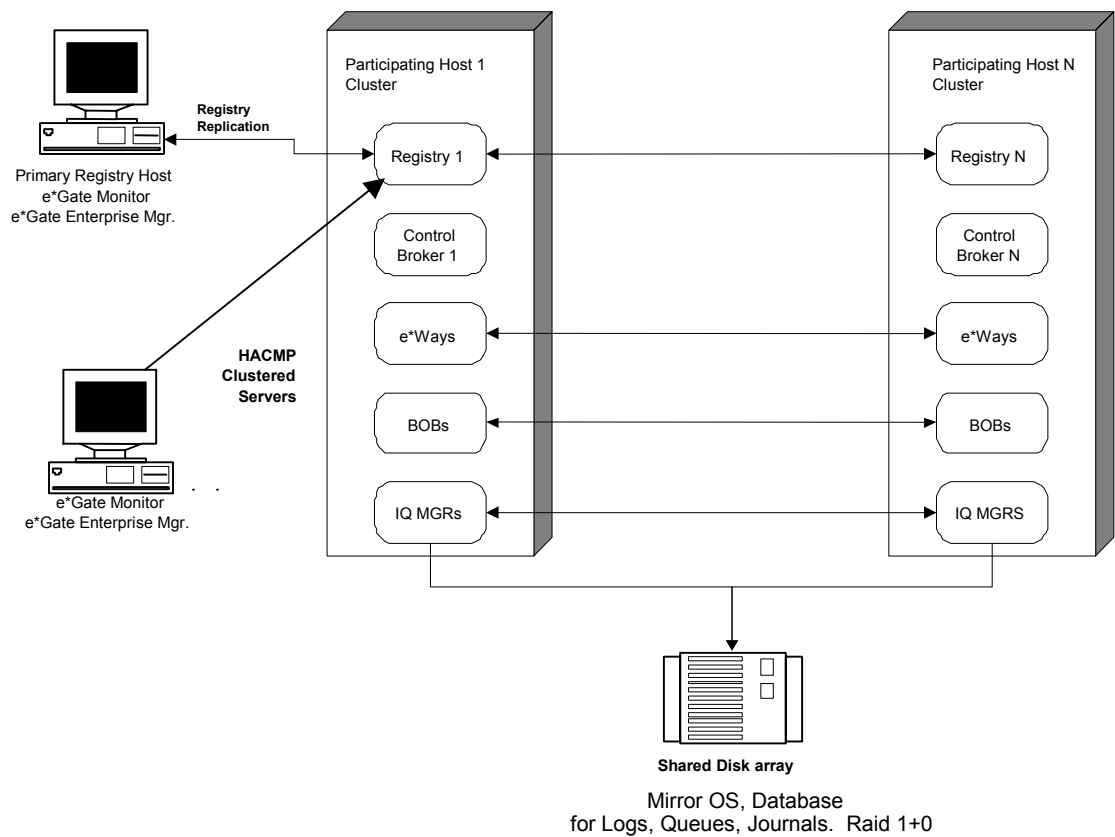 Participating Host 1
Cluster
Participating Host N
Cluster
Registry
Replication
Registry 1
Registry N
Primary Registry Host
e*Gate Monitor
e*Gate Enterprise Mgr.
Control
Broker 1
Control
Broker N
e*Ways
e*Ways
HACMP
Clustered
Servers
BOBs
BOBs
e*Gate Monitor
e*Gate Enterprise Mgr.
IQ MGRs
IQ MGRS
Shared Disk array
Mirror OS, Database
for Logs, Queues, Journals. Raid 1+0